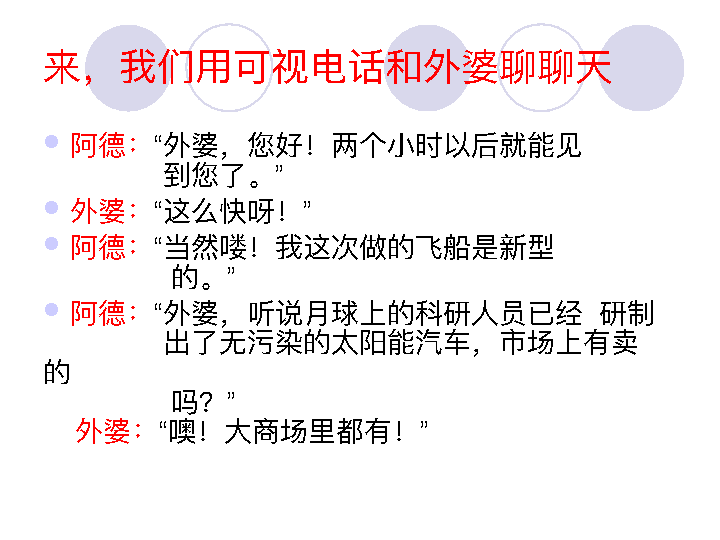 来，我们用可视电话和外婆聊聊天
阿德：“外婆，您好！两个小时以后就能见
到您了。”
外婆：“这么快呀！”
阿德：“当然喽！我这次做的飞船是新型
的。”
阿德：“外婆，听说月球上的科研人员已经 研制
出了无污染的太阳能汽车，市场上有卖
的
吗？”
外婆：“噢！大商场里都有！”